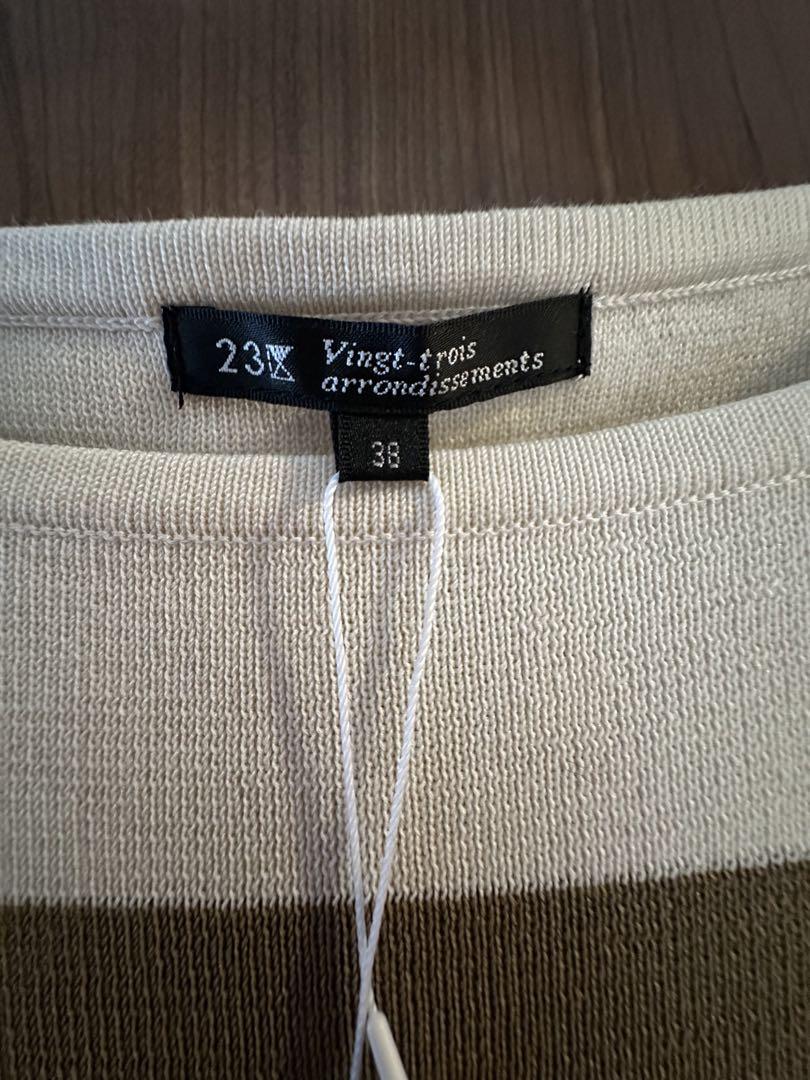 23区 Vingt-trois
arrondissements
38